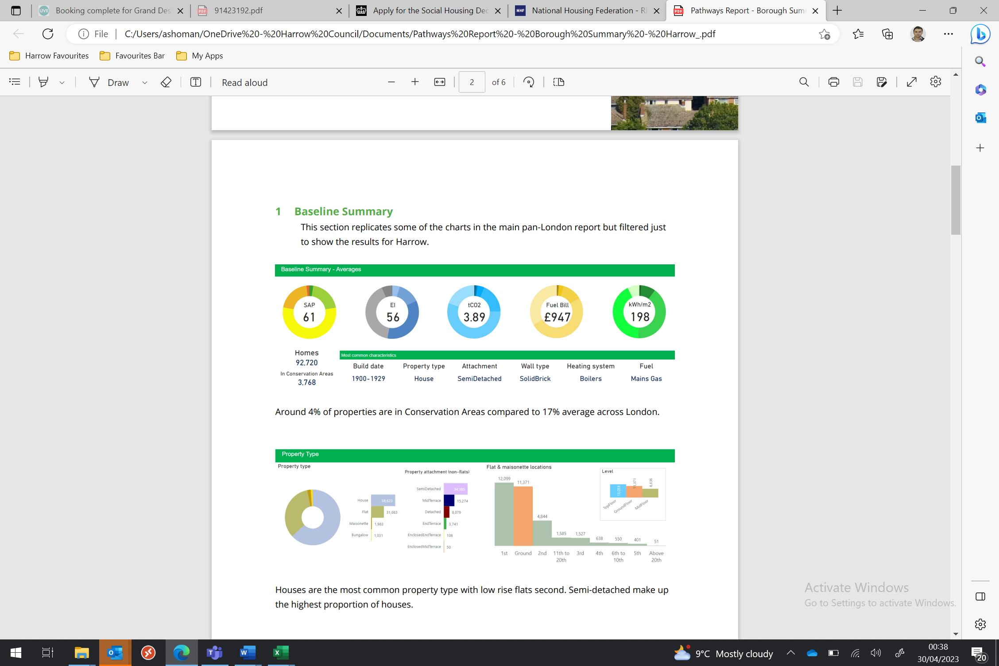 Booking complete for Grand Des
91423192.pdf
Apply for the Social Housing Dec
National Housing Federation - Ri
Pathways Report - Borough Sum
File
C:/Users/ashoman/OneDrive%20-%20Harrow%20Council/Documents/Pathways%20Report%20-%20Borough%20Summary%20-%20Harrow_.pdf
Harrow Favourites
Favourites Bar
My Apps
Draw
Read aloud
2
of 6
1 Baseline Summary
This section replicates some of the charts in the main pan-London report but filtered just
to show the results for Harrow.
Baseline Summary - Averages
SAP
61
EI
56
tCO2
3.89
Fuel Bill
£947
kWh/m2
198
Homes
92,720
In Conservation Areas
3,768
Most common characteristics
Build date Property type Attachment Wall type Heating system Fuel
1900-1929 House SemiDetached SolidBrick Boilers Mains Gas
Around 4% of properties are in Conservation Areas compared to 17% average across London.
Property Type
Property type
House 58,623
Flat 31,083
Maisonette 1,983
Bungalow 1,031
Property attachment (non-flats)
SemiDetached 34,385
MidTerrace 15,274
Detached 8,079
EndTerrace 3,741
EnclosedEndTerrace 108
EnclosedMidTerrace 50
Flat & maisonette locations
12,099
11,371
4,844
1,585
1,527
638
550
401
51
1st Ground 2nd 11th to 3rd 4th 6th to 5th Above
20th 10th 20th
Level
13,059
11,371
8,636
TopFloor
GroundFloor
MidFloor
Houses are the most common property type with low rise flats second. Semi-detached make up
the highest proportion of houses.
Activate Windows
Go to Settings to activate Windows.
9°C Mostly cloudy
00:38
30/04/2023
20